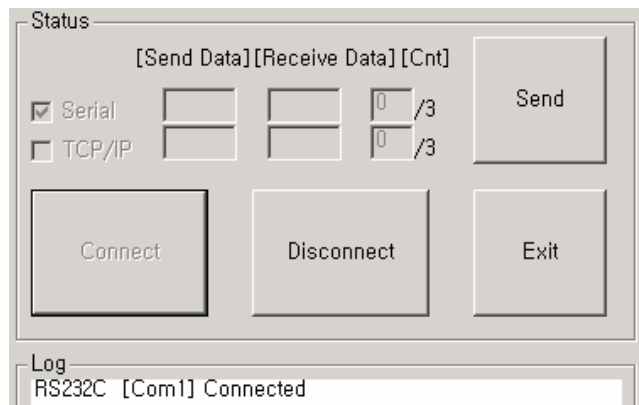 Status
[Send Data] [Receive Data] [Cnt]
Serial 0 /3
Send
TCP/IP 0 /3
Connect Disconnect Exit
Log
RS232C [Com1] Connected